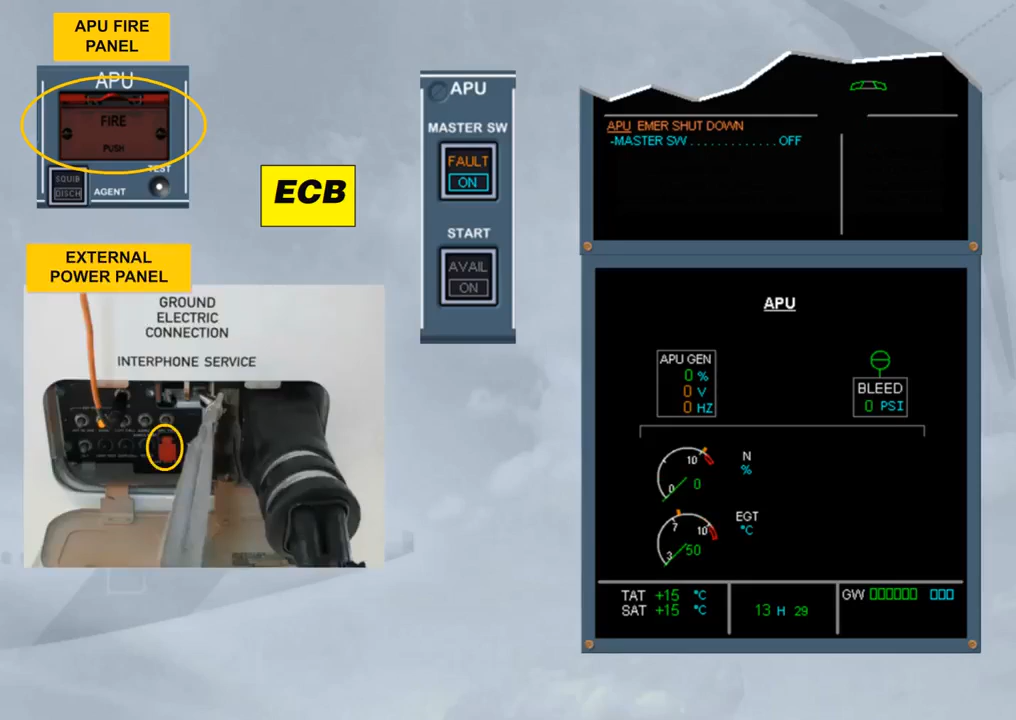 APU FIRE
PANEL
APU
FIRE
PUSH
TEST
SQUIB
DISCH
AGENT
EXTERNAL
POWER PANEL
GROUND
ELECTRIC
CONNECTION
INTERPHONE SERVICE
ECB
APU
MASTER SW
FAULT
ON
START
AVAIL
ON
APU EMER SHUT DOWN
-MASTER SW.............OFF
APU
APU GEN
0 %
0 V
0 HZ
BLEED
0 PSI
10
0
0
N
%
7
10
3
50
EGT
°C
TAT +15 °C
SAT +15 °C
13 H 29
GW